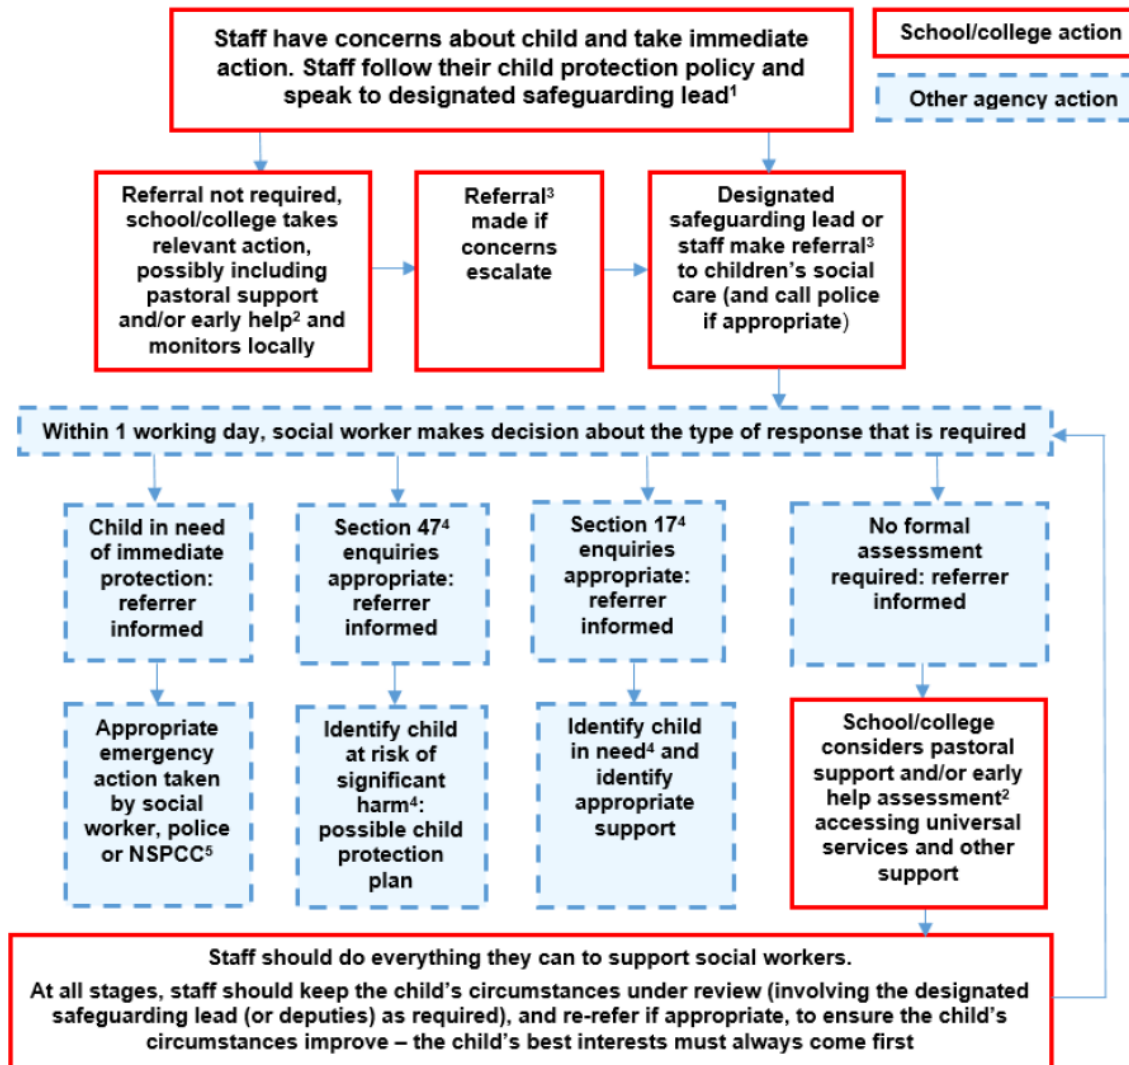 Staff have concerns about child and take immediate
action. Staff follow their child protection policy and
speak to designated safeguarding lead¹
School/college action
Other agency action
Referral not required,
school/college takes
relevant action,
possibly including
pastoral support
and/or early help² and
monitors locally
Referral³
made if
concerns
escalate
Designated
safeguarding lead or
staff make referral³
to children’s social
care (and call police
if appropriate)
Within 1 working day, social worker makes decision about the type of response that is required
Child in need
of immediate
protection:
referrer
informed
Section 47⁴
enquiries
appropriate:
referrer
informed
Section 17⁴
enquiries
appropriate:
referrer
informed
No formal
assessment
required: referrer
informed
Appropriate
emergency
action taken
by social
worker, police
or NSPCC⁵
Identify child
at risk of
significant
harm⁴:
possible child
protection
plan
Identify child
in need⁴ and
identify
appropriate
support
School/college
considers pastoral
support and/or early
help assessment²
accessing universal
services and other
support
Staff should do everything they can to support social workers.
At all stages, staff should keep the child’s circumstances under review (involving the designated
safeguarding lead (or deputies) as required), and re-refer if appropriate, to ensure the child’s
circumstances improve – the child’s best interests must always come first